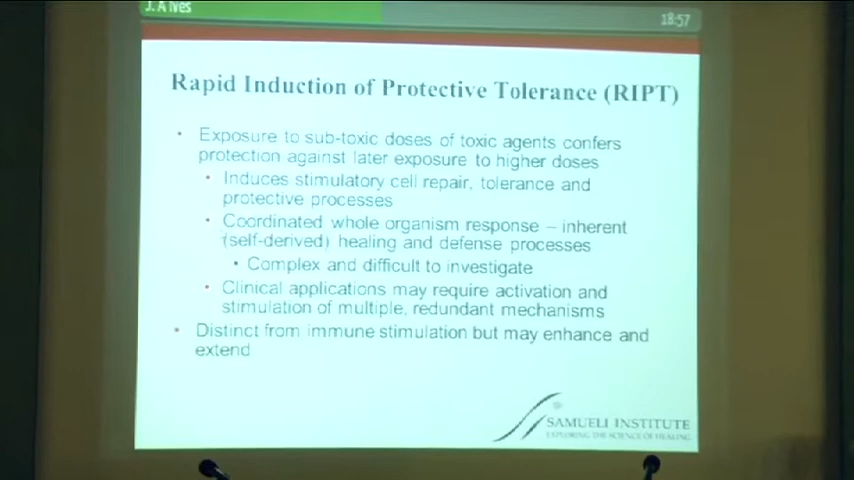 J. A Ives
18:57
Rapid Induction of Protective Tolerance (RIPT)
• Exposure to sub-toxic doses of toxic agents confers
protection against later exposure to higher doses
• Induces stimulatory cell repair, tolerance and
protective processes
• Coordinated whole organism response – inherent
(self-derived) healing and defense processes
• Complex and difficult to investigate
• Clinical applications may require activation and
stimulation of multiple, redundant mechanisms
• Distinct from immune stimulation but may enhance and
extend
SAMUELI INSTITUTE
EXPLORING THE SCIENCE OF HEALING